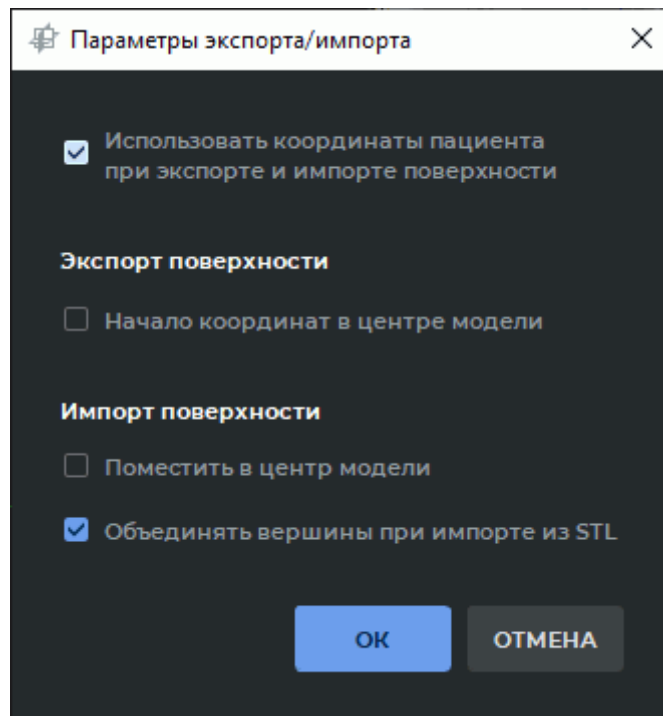 Параметры экспорта/импорта
Использовать координаты пациента
при экспорте и импорте поверхности
Экспорт поверхности
Начало координат в центре модели
Импорт поверхности
Поместить в центр модели
Объединять вершины при импорте из STL
ОК
ОТМЕНА